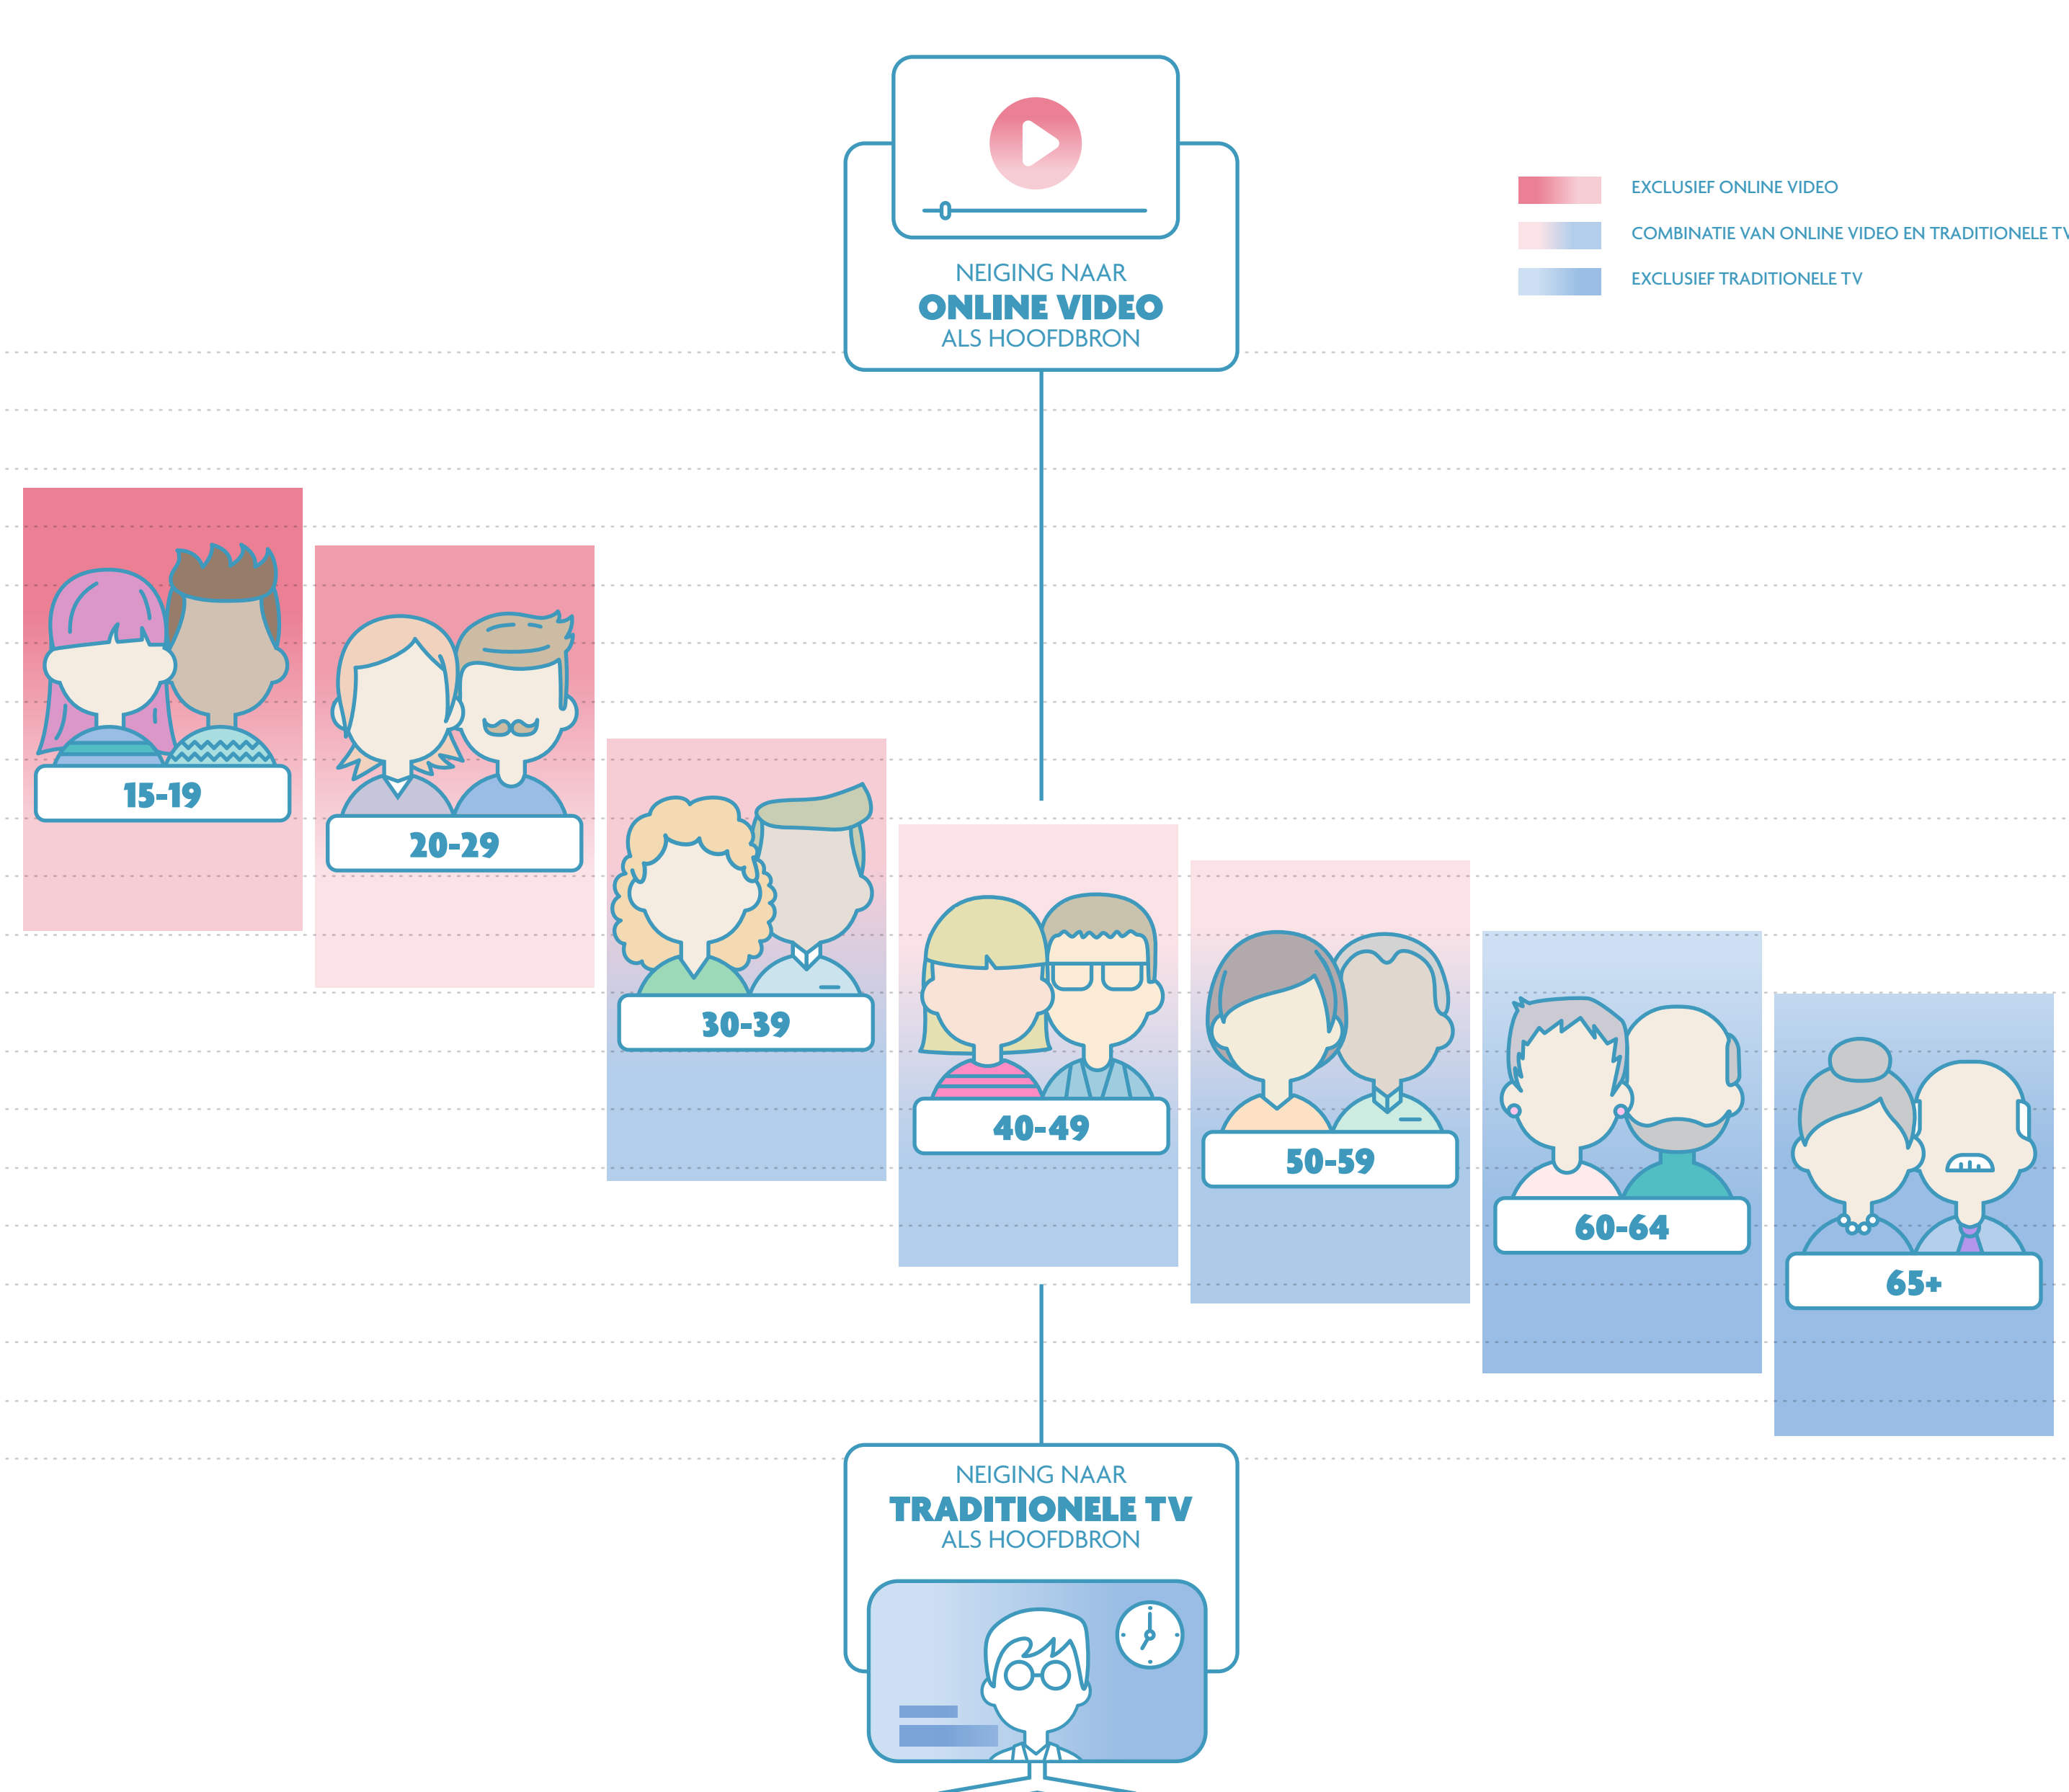 NEIGING NAAR
ONLINE VIDEO
ALS HOOFDBRON
EXCLUSIEF ONLINE VIDEO
COMBINATIE VAN ONLINE VIDEO EN TRADITIONELE TV
EXCLUSIEF TRADITIONELE TV
15-19
20-29
30-39
40-49
50-59
60-64
65+
NEIGING NAAR
TRADITIONELE TV
ALS HOOFDBRON